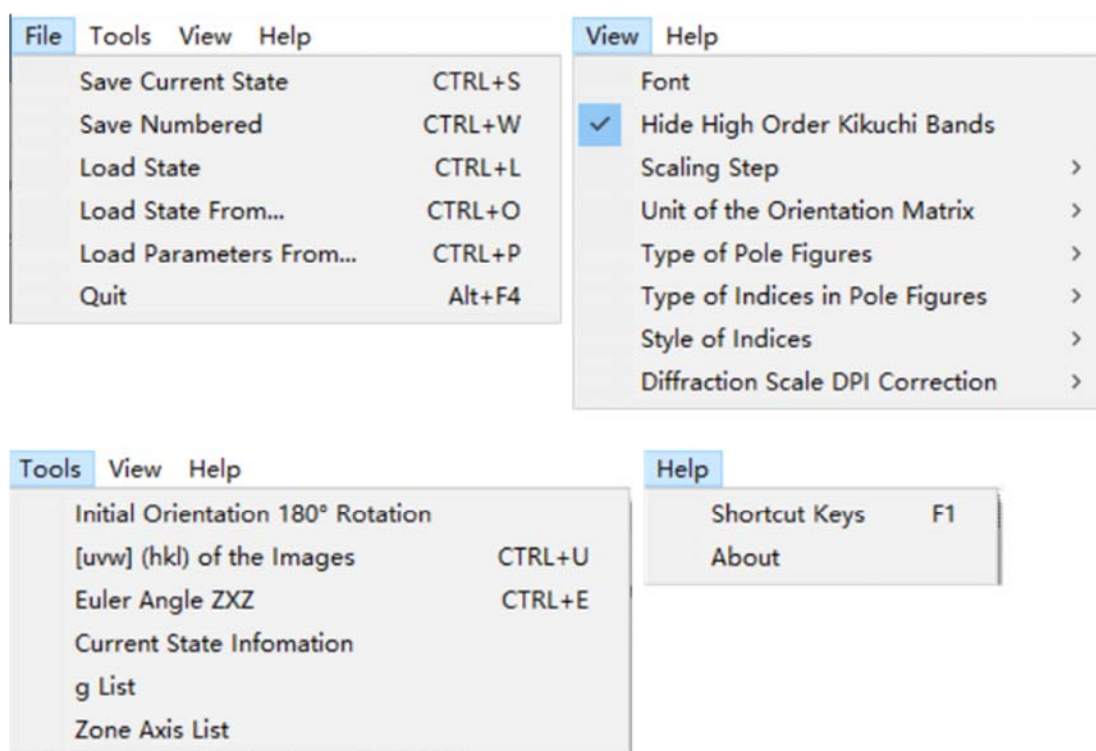 File Tools View Help
Save Current State CTRL+S
Save Numbered CTRL+W
Load State CTRL+L
Load State From... CTRL+O
Load Parameters From... CTRL+P
Quit Alt+F4
View Help
Font
Hide High Order Kikuchi Bands
Scaling Step
Unit of the Orientation Matrix
Type of Pole Figures
Type of Indices in Pole Figures
Style of Indices
Diffraction Scale DPI Correction
Tools View Help
Initial Orientation 180° Rotation
[uvw] (hkl) of the Images CTRL+U
Euler Angle ZXZ CTRL+E
Current State Infomation
g List
Zone Axis List
Help
Shortcut Keys F1
About